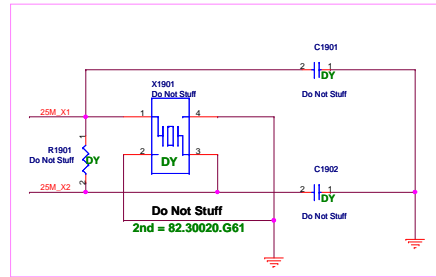 C1901
2 1
DY
Do Not Stuff
X1901
Do Not Stuff
25M_X1
1 4
1
R1901
Do Not Stuff
DY
2
2 3
DY
25M_X2
C1902
2 1
DY
Do Not Stuff
Do Not Stuff
2nd = 82.30020.G61